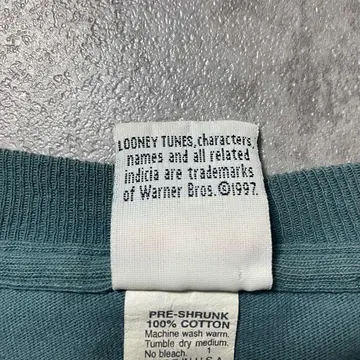 LOONEY TUNES, characters,
names and all related
indicia are trademarks
of Warner Bros. ©1997.
PRE-SHRUNK
100% COTTON
Machine wash warm.
Tumble dry medium.
No bleach.
U.S.A.